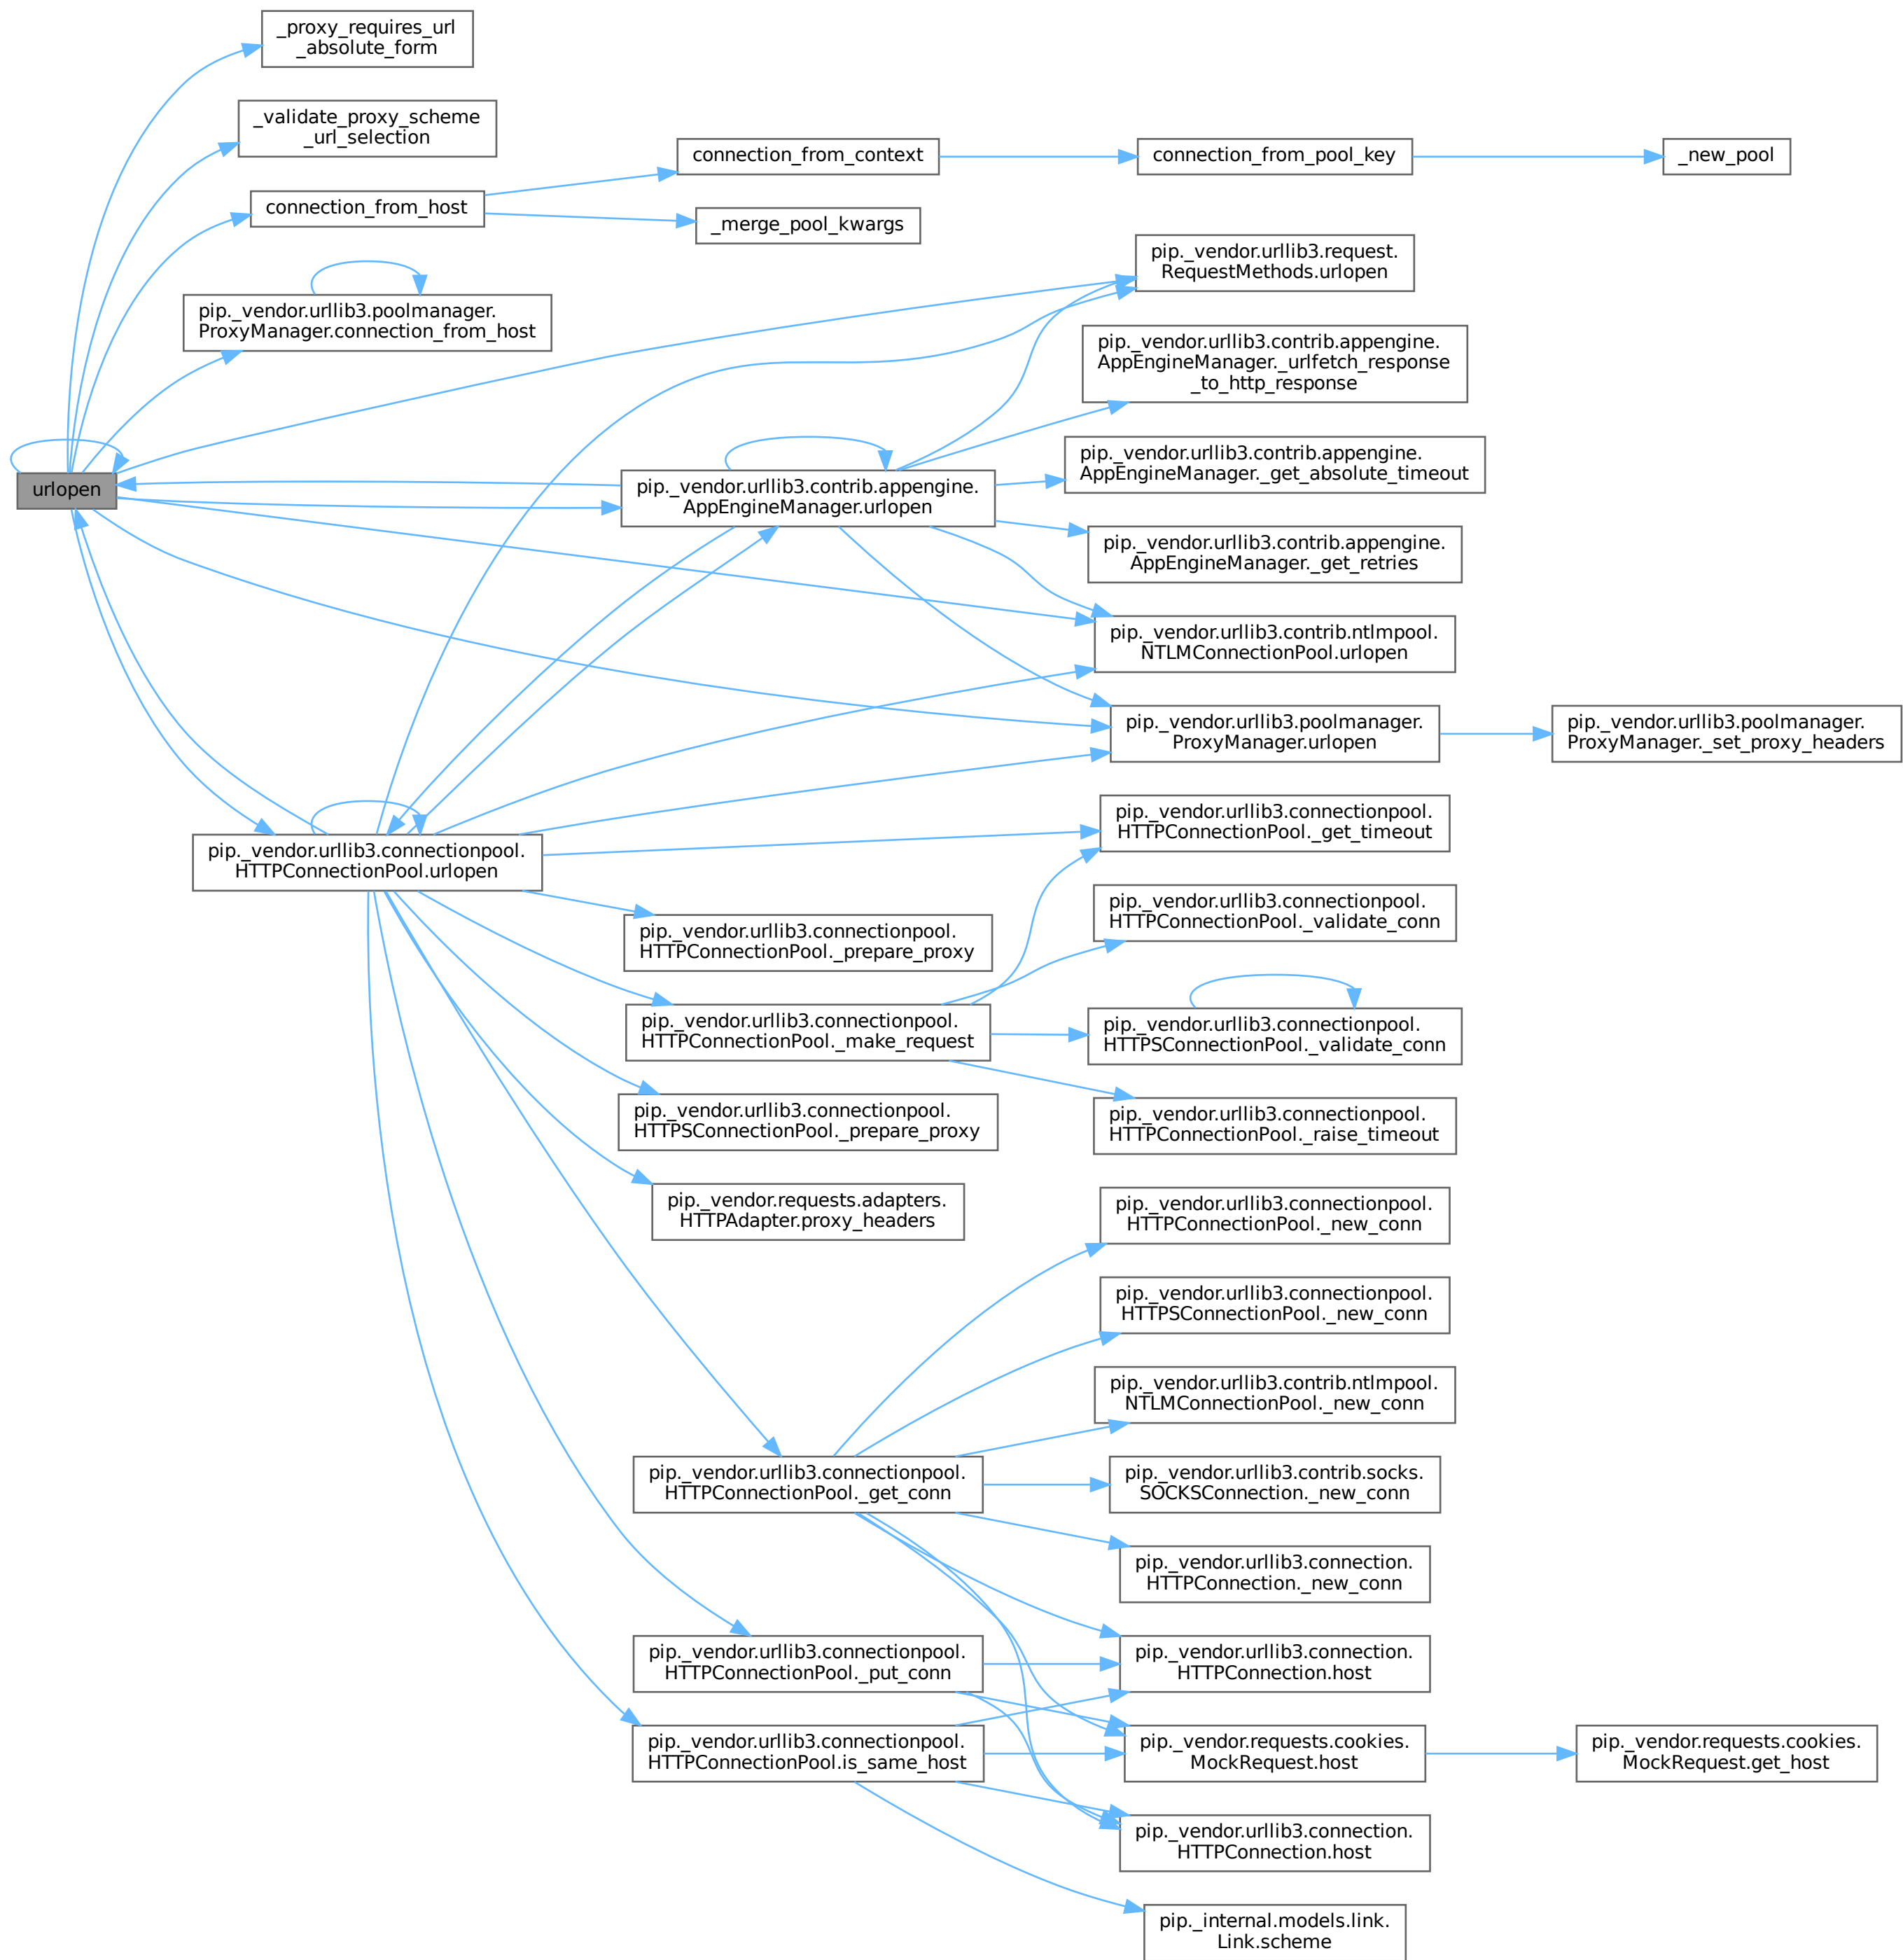 _proxy_requires_url
_absolute_form
_validate_proxy_scheme
_url_selection
connection_from_context
connection_from_pool_key
_new_pool
connection_from_host
_merge_pool_kwargs
pip._vendor.urllib3.request.
RequestMethods.urlopen
pip._vendor.urllib3.poolmanager.
ProxyManager.connection_from_host
pip._vendor.urllib3.contrib.appengine.
AppEngineManager._urlfetch_response
_to_http_response
pip._vendor.urllib3.contrib.appengine.
AppEngineManager._get_absolute_timeout
urlopen
pip._vendor.urllib3.contrib.appengine.
AppEngineManager.urlopen
pip._vendor.urllib3.contrib.appengine.
AppEngineManager._get_retries
pip._vendor.urllib3.contrib.ntlmpool.
NTLMConnectionPool.urlopen
pip._vendor.urllib3.poolmanager.
ProxyManager.urlopen
pip._vendor.urllib3.poolmanager.
ProxyManager._set_proxy_headers
pip._vendor.urllib3.connectionpool.
HTTPConnectionPool._get_timeout
pip._vendor.urllib3.connectionpool.
HTTPConnectionPool.urlopen
pip._vendor.urllib3.connectionpool.
HTTPConnectionPool._validate_conn
pip._vendor.urllib3.connectionpool.
HTTPConnectionPool._prepare_proxy
pip._vendor.urllib3.connectionpool.
HTTPConnectionPool._make_request
pip._vendor.urllib3.connectionpool.
HTTPSConnectionPool._validate_conn
pip._vendor.urllib3.connectionpool.
HTTPSConnectionPool._prepare_proxy
pip._vendor.urllib3.connectionpool.
HTTPConnectionPool._raise_timeout
pip._vendor.requests.adapters.
HTTPAdapter.proxy_headers
pip._vendor.urllib3.connectionpool.
HTTPConnectionPool._new_conn
pip._vendor.urllib3.connectionpool.
HTTPSConnectionPool._new_conn
pip._vendor.urllib3.contrib.ntlmpool.
NTLMConnectionPool._new_conn
pip._vendor.urllib3.connectionpool.
HTTPConnectionPool._get_conn
pip._vendor.urllib3.contrib.socks.
SOCKSConnection._new_conn
pip._vendor.urllib3.connection.
HTTPConnection._new_conn
pip._vendor.urllib3.connectionpool.
HTTPConnectionPool._put_conn
pip._vendor.urllib3.connection.
HTTPConnection.host
pip._vendor.urllib3.connectionpool.
HTTPConnectionPool.is_same_host
pip._vendor.requests.cookies.
MockRequest.host
pip._vendor.requests.cookies.
MockRequest.get_host
pip._vendor.urllib3.connection.
HTTPConnection.host
pip._internal.models.link.
Link.scheme